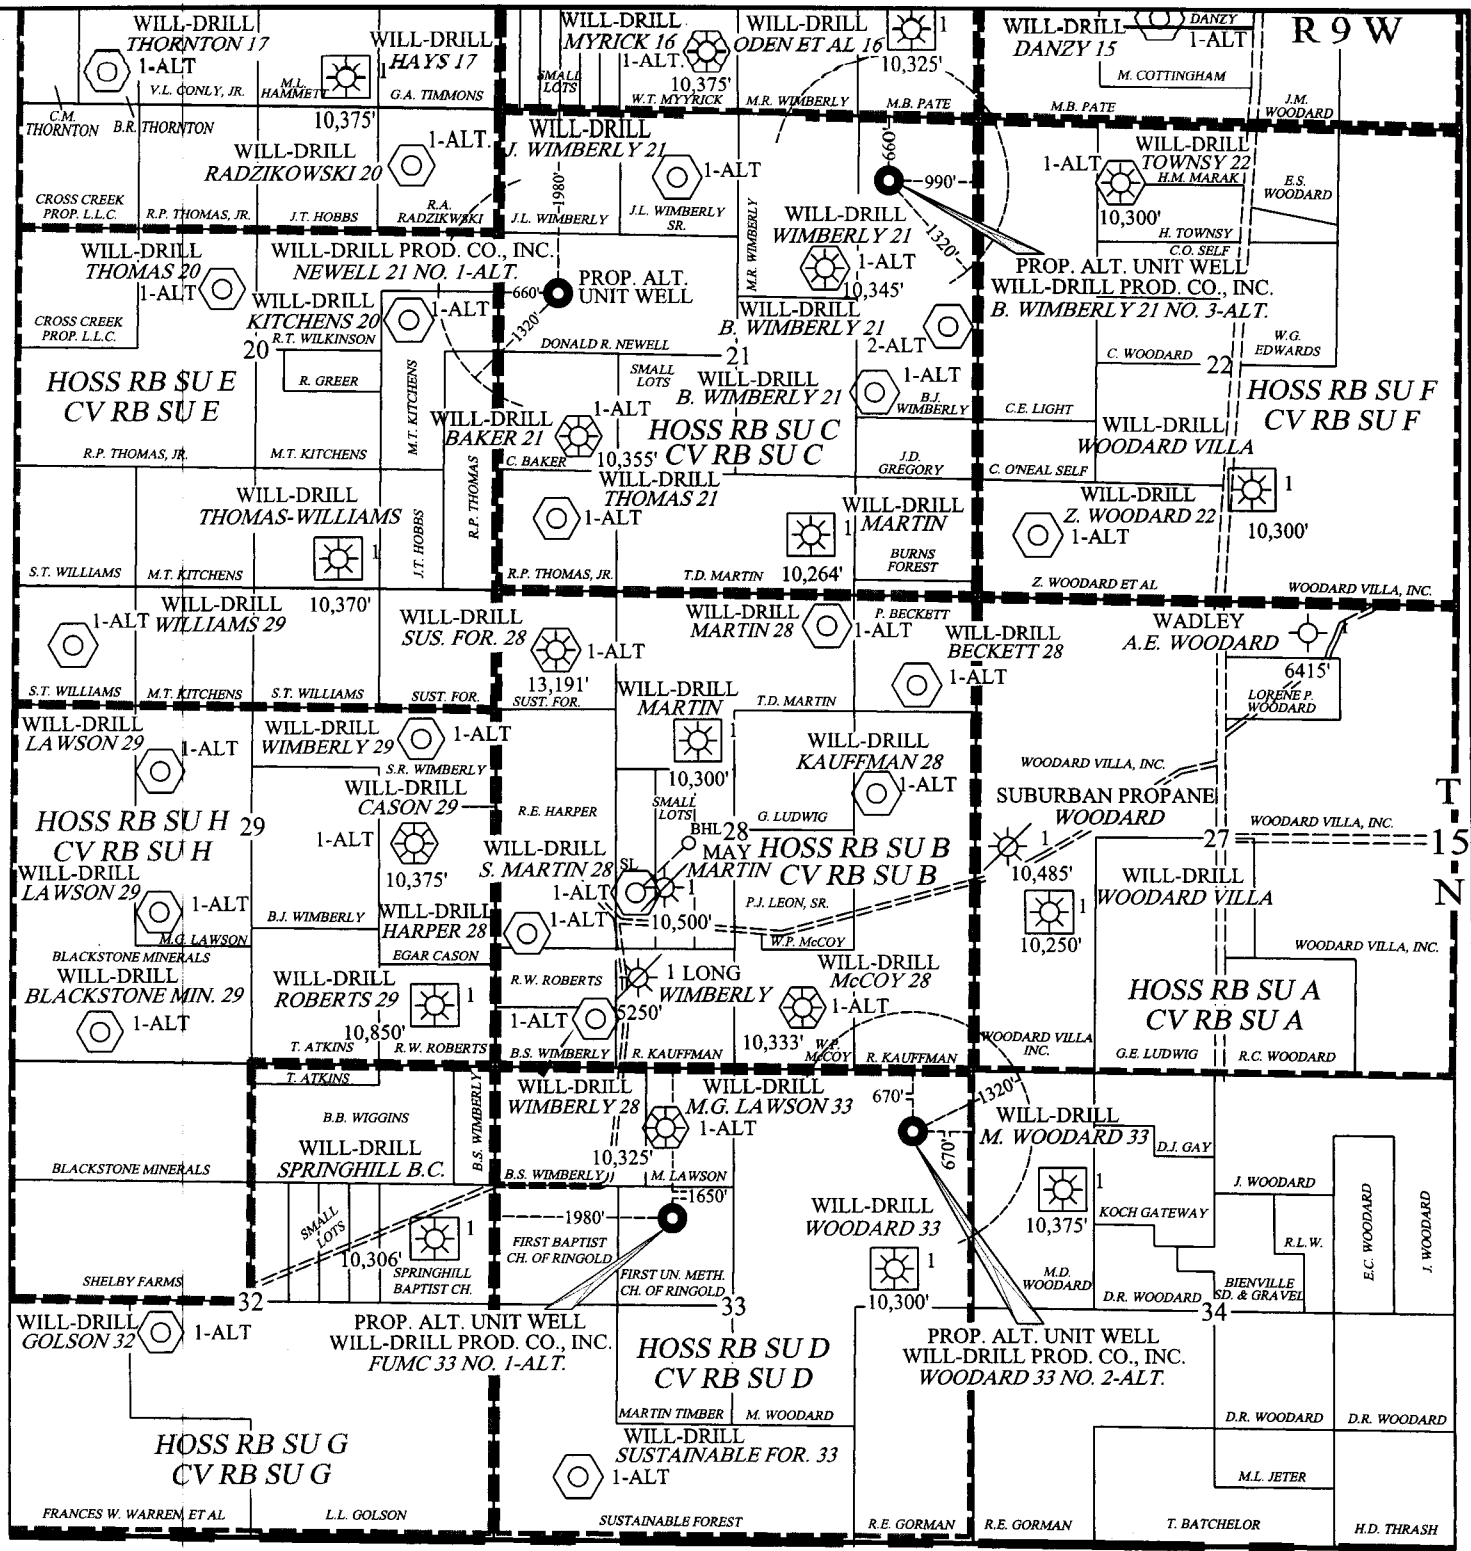 WILL-DRILL
THORNTON 17
1-ALT
V.L. CONLY, JR.
C.M.
THORNTON
B.R. THORNTON
M.L.
HAMMETT
WILL-DRILL
HAYS 17
1
10,375'
G.A. TIMMONS
WILL-DRILL
MYRICK 16
1-ALT.
10,375'
SMALL
LOTS
W.T. MYYRICK
WILL-DRILL
ODEN ET AL 16
1
10,325'
M.R. WIMBERLY
M.B. PATE
WILL-DRILL
DANZY 15
DANZY
1-ALT
R 9 W
M. COTTINGHAM
M.B. PATE
J.M.
WOODARD
WILL-DRILL
RADZIKOWSKI 20
1-ALT.
CROSS CREEK
PROP. L.L.C.
R.P. THOMAS, JR.
J.T. HOBBS
R.A.
RADZIKWSKI
WILL-DRILL
J. WIMBERLY 21
1-ALT
1980'
J.L. WIMBERLY
J.L. WIMBERLY
SR.
M.R. WIMBERLY
660'
990'
1320'
WILL-DRILL
WIMBERLY 21
1-ALT
10,345'
WILL-DRILL
TOWNSY 22
1-ALT
H.M. MARAK
10,300'
E.S.
WOODARD
H. TOWNSY
C.O. SELF
PROP. ALT. UNIT WELL
WILL-DRILL PROD. CO., INC.
B. WIMBERLY 21 NO. 3-ALT.
WILL-DRILL
THOMAS 20
1-ALT
CROSS CREEK
PROP. L.L.C.
WILL-DRILL PROD. CO., INC.
NEWELL 21 NO. 1-ALT.
PROP. ALT.
UNIT WELL
660'
1320'
WILL-DRILL
KITCHENS 20
1-ALT
R.T. WILKINSON
20
R. GREER
M.T. KITCHENS
HOSS RB SU E
CV RB SU E
DONALD R. NEWELL
21
WILL-DRILL
B. WIMBERLY 21
2-ALT
SMALL
LOTS
WILL-DRILL
B. WIMBERLY 21
1-ALT
B.J.
WIMBERLY
C. WOODARD
22
W.G.
EDWARDS
HOSS RB SU F
CV RB SU F
WILL-DRILL
BAKER 21
1-ALT
C. BAKER
10,355'
HOSS RB SU C
CV RB SU C
J.D.
GREGORY
C.E. LIGHT
C. O'NEAL SELF
WILL-DRILL
WOODARD VILLA
1
10,300'
R.P. THOMAS, JR.
M.T. KITCHENS
R.P. THOMAS
WILL-DRILL
THOMAS-WILLIAMS
1
10,370'
J.T. HOBBS
S.T. WILLIAMS
M.T. KITCHENS
WILL-DRILL
THOMAS 21
1-ALT
R.P. THOMAS, JR.
T.D. MARTIN
WILL-DRILL
MARTIN
1
10,264'
BURNS
FOREST
WILL-DRILL
Z. WOODARD 22
1-ALT
Z. WOODARD ET AL
WOODARD VILLA, INC.
WILL-DRILL
WILLIAMS 29
1-ALT
S.T. WILLIAMS
M.T. KITCHENS
S.T. WILLIAMS
SUST. FOR.
WILL-DRILL
SUS. FOR. 28
1-ALT
13,191'
SUST. FOR.
WILL-DRILL
MARTIN 28
1-ALT
P. BECKETT
WILL-DRILL
BECKETT 28
1-ALT
T.D. MARTIN
WADLEY
A.E. WOODARD
1
6415'
LORENE P.
WOODARD
WILL-DRILL
LAWSON 29
1-ALT
WILL-DRILL
WIMBERLY 29
1-ALT
S.R. WIMBERLY
WILL-DRILL
MARTIN
1
10,300'
WILL-DRILL
KAUFFMAN 28
1-ALT
WOODARD VILLA, INC.
HOSS RB SU H
CV RB SU H
29
WILL-DRILL
CASON 29
1-ALT
10,375'
R.E. HARPER
SMALL
LOTS
G. LUDWIG
BHL
28
MAY
MARTIN
1
10,500'
HOSS RB SU B
CV RB SU B
SUBURBAN PROPANE
WOODARD
1
10,485'
WOODARD VILLA, INC.
27
T
15
N
WILL-DRILL
LAWSON 29
1-ALT
M.G. LAWSON
B.J. WIMBERLY
WILL-DRILL
HARPER 28
1-ALT
EGAR CASON
WILL-DRILL
S. MARTIN 28
SL
1-ALT
P.J. LEON, SR.
W.P. McCOY
WILL-DRILL
WOODARD VILLA
1
10,250'
WOODARD VILLA, INC.
BLACKSTONE MINERALS
WILL-DRILL
BLACKSTONE MIN. 29
1-ALT
WILL-DRILL
ROBERTS 29
1
10,850'
T. ATKINS
R.W. ROBERTS
R.W. ROBERTS
1 LONG
WIMBERLY
5250'
1-ALT
B.S. WIMBERLY
R. KAUFFMAN
WILL-DRILL
McCOY 28
1-ALT
10,333'
W.P.
McCOY
R. KAUFFMAN
WOODARD VILLA
INC.
HOSS RB SU A
CV RB SU A
G.E. LUDWIG
R.C. WOODARD
T. ATKINS
B.B. WIGGINS
B.S. WIMBERLY
WILL-DRILL
WIMBERLY 28
WILL-DRILL
M.G. LAWSON 33
1-ALT
10,325'
B.S. WIMBERLY
M. LAWSON
670'
1320'
670'
WILL-DRILL
M. WOODARD 33
1
10,375'
D.J. GAY
BLACKSTONE MINERALS
WILL-DRILL
SPRINGHILL B.C.
1
10,306'
SMALL
LOTS
SPRINGHILL
BAPTIST CH.
1650'
1980'
FIRST BAPTIST
CH. OF RINGOLD
FIRST UN. METH.
CH. OF RINGOLD
WILL-DRILL
WOODARD 33
1
10,300'
M.D.
WOODARD
KOCH GATEWAY
J. WOODARD
R.L.W.
D.R. WOODARD
BIENVILLE
SD. & GRAVEL
E.C. WOODARD
J. WOODARD
SHELBY FARMS
32
33
34
WILL-DRILL
GOLSON 32
1-ALT
PROP. ALT. UNIT WELL
WILL-DRILL PROD. CO., INC.
FUMC 33 NO. 1-ALT.
HOSS RB SU D
CV RB SU D
PROP. ALT. UNIT WELL
WILL-DRILL PROD. CO., INC.
WOODARD 33 NO. 2-ALT.
MARTIN TIMBER
M. WOODARD
D.R. WOODARD
D.R. WOODARD
HOSS RB SU G
CV RB SU G
WILL-DRILL
SUSTAINABLE FOR. 33
1-ALT
M.L. JETER
FRANCES W. WARREN, ET AL
L.L. GOLSON
SUSTAINABLE FOREST
R.E. GORMAN
R.E. GORMAN
T. BATCHELOR
H.D. THRASH